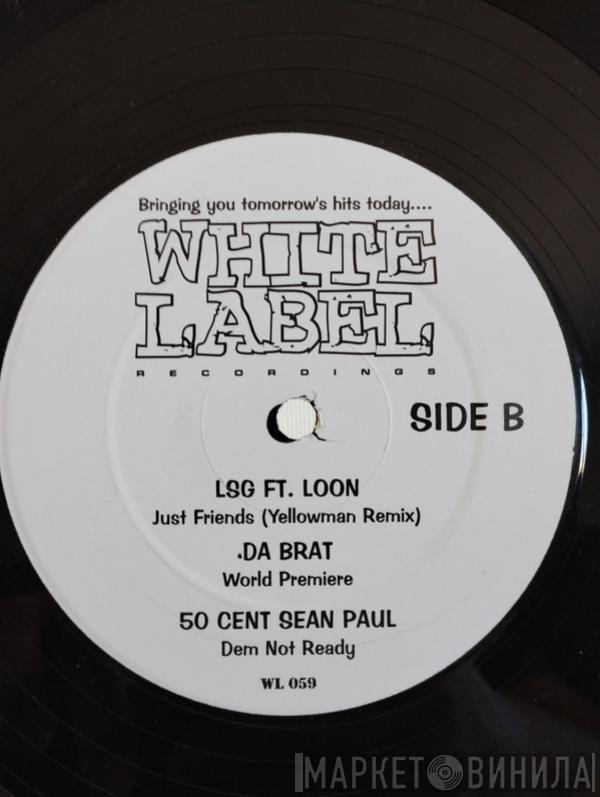 Bringing you tomorrow's hits today....
WHITE
LABEL
RECORDINGS
SIDE B
LSG FT. LOON
Just Friends (Yellowman Remix)
.DA BRAT
World Premiere
50 CENT SEAN PAUL
Dem Not Ready
WL 059
МАРКЕТ ВИНИЛА